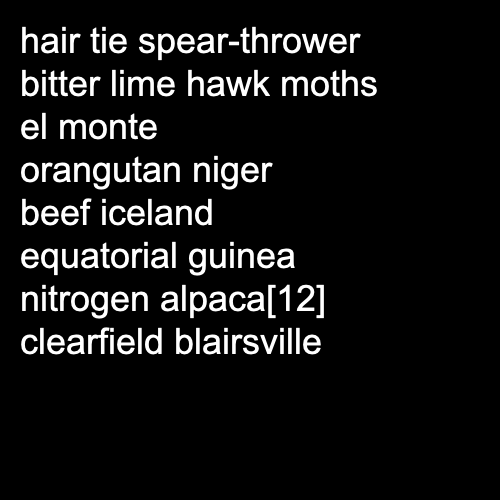 hair tie spear-thrower
bitter lime hawk moths
el monte
orangutan niger
beef iceland
equatorial guinea
nitrogen alpaca[12]
clearfield blairsville